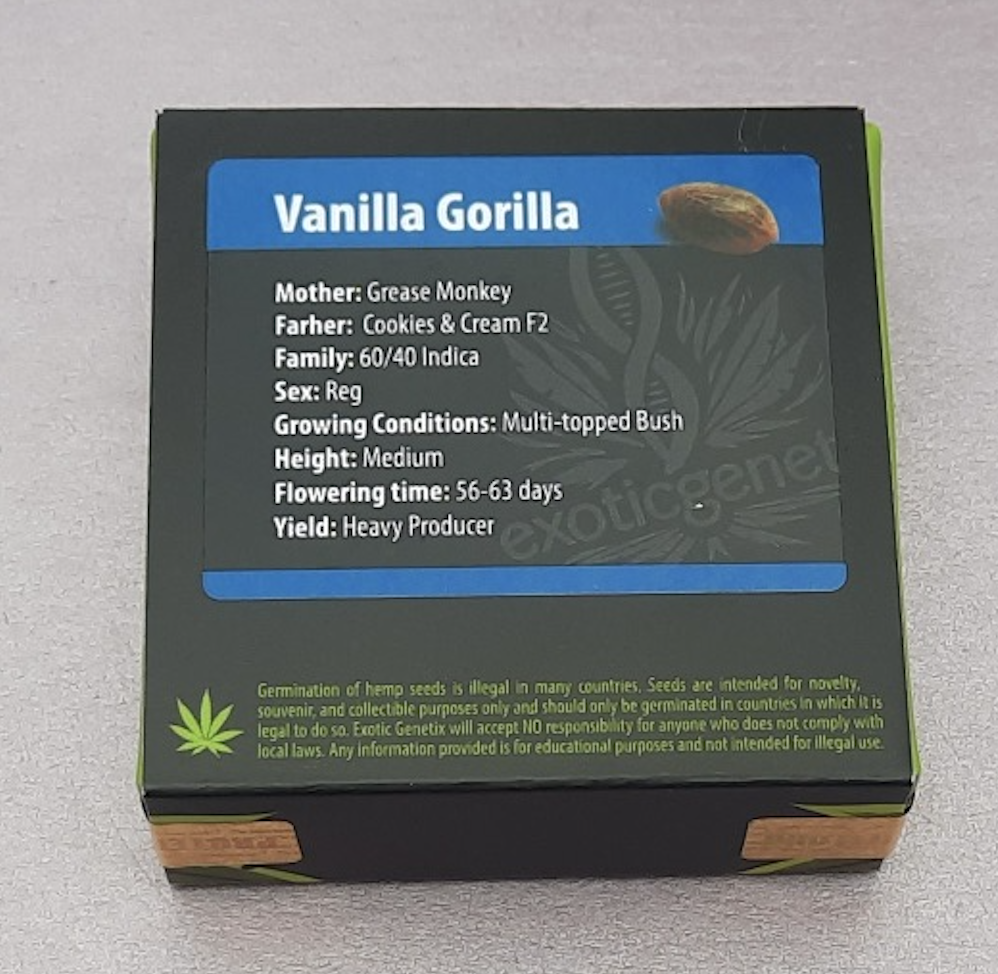 Vanilla Gorilla
Mother: Grease Monkey
Farher: Cookies & Cream F2
Family: 60/40 Indica
Sex: Reg
Growing Conditions: Multi-topped Bush
Height: Medium
Flowering time: 56-63 days
Yield: Heavy Producer
exoticgenet
Germination of hemp seeds is illegal in many countries. Seeds are intended for novelty,
souvenir, and collectible purposes only and should only be germinated in countries in which it is
legal to do so. Exotic Genetix will accept NO responsibility for anyone who does not comply with
local laws. Any information provided is for educational purposes and not intended for illegal use.